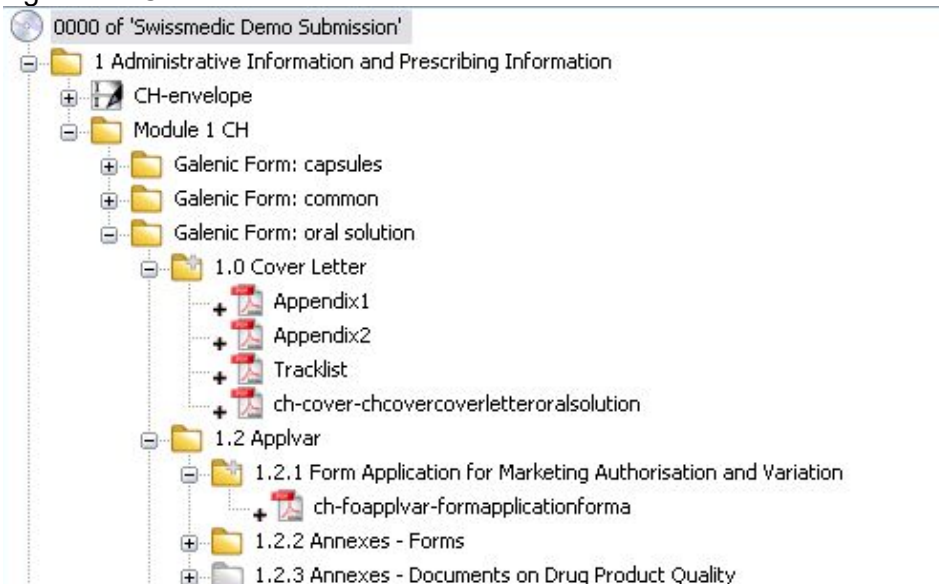 0000 of 'Swissmedic Demo Submission'
1 Administrative Information and Prescribing Information
CH-envelope
Module 1 CH
Galenic Form: capsules
Galenic Form: common
Galenic Form: oral solution
1.0 Cover Letter
Appendix1
Appendix2
Tracklist
ch-cover-chcovercoverletteroralsolution
1.2 Applvar
1.2.1 Form Application for Marketing Authorisation and Variation
ch-foapplvar-formapplicationforma
1.2.2 Annexes - Forms
1.2.3 Annexes - Documents on Drug Product Quality